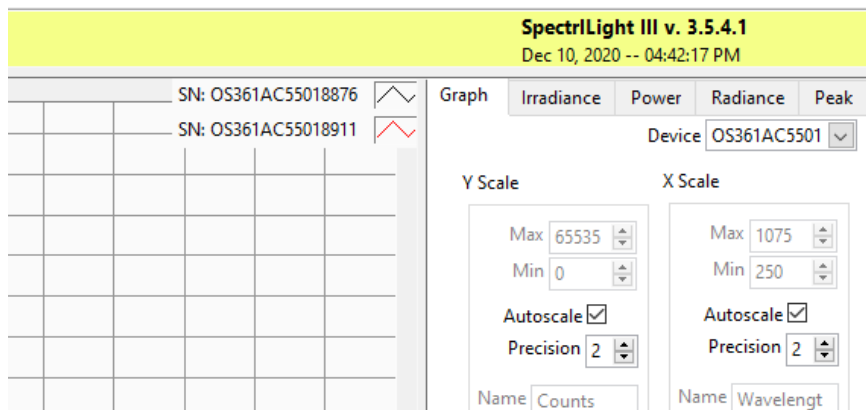 SpectrILight III v. 3.5.4.1
Dec 10, 2020 -- 04:42:17 PM
SN: OS361AC55018876
SN: OS361AC55018911
Graph Irradiance Power Radiance Peak
Device OS361AC5501
Y Scale X Scale
Max 65535 Max 1075
Min 0 Min 250
Autoscale Autoscale
Precision 2 Precision 2
Name Counts Name Wavelengt